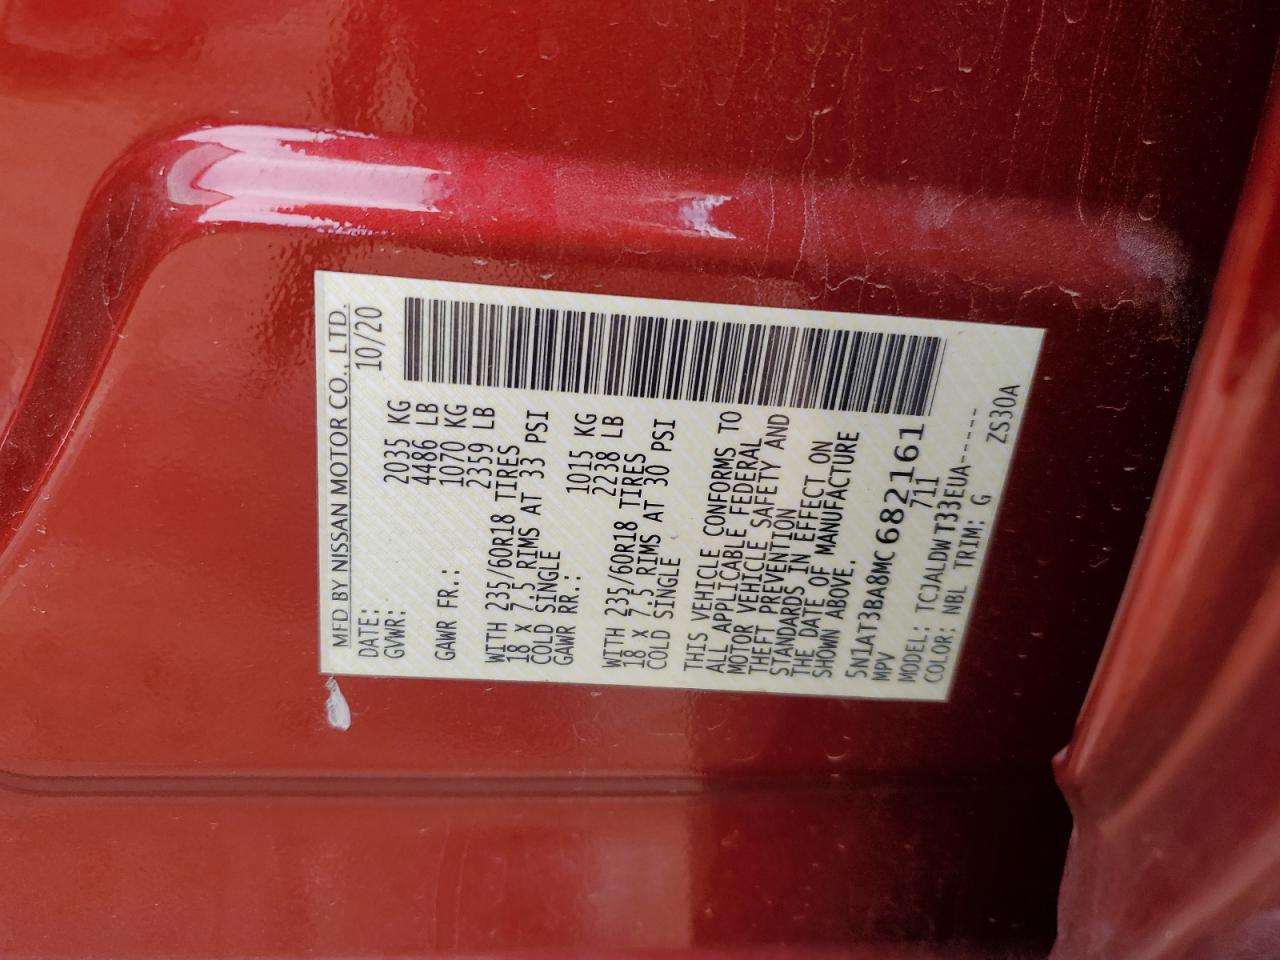 MFD BY NISSAN MOTOR CO., LTD.
DATE: 10/20
GVWR: 2035 KG
4486 LB
GAWR FR.: 1070 KG
2359 LB
WITH 235/60R18 TIRES
18 X 7.5 RIMS AT 33 PSI
COLD SINGLE
GAWR RR.: 1015 KG
2238 LB
WITH 235/60R18 TIRES
18 X 7.5 RIMS AT 30 PSI
COLD SINGLE
THIS VEHICLE CONFORMS TO
ALL APPLICABLE FEDERAL
MOTOR VEHICLE SAFETY AND
THEFT PREVENTION
STANDARDS IN EFFECT ON
THE DATE OF MANUFACTURE
SHOWN ABOVE.
5N1AT3BA8MC682161
MPV 711
MODEL: TCJALDWT33EUA-----
COLOR: NBL TRIM: G ZS30A